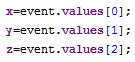 x=event.values[0];
y=event.values[1];
z=event.values[2];